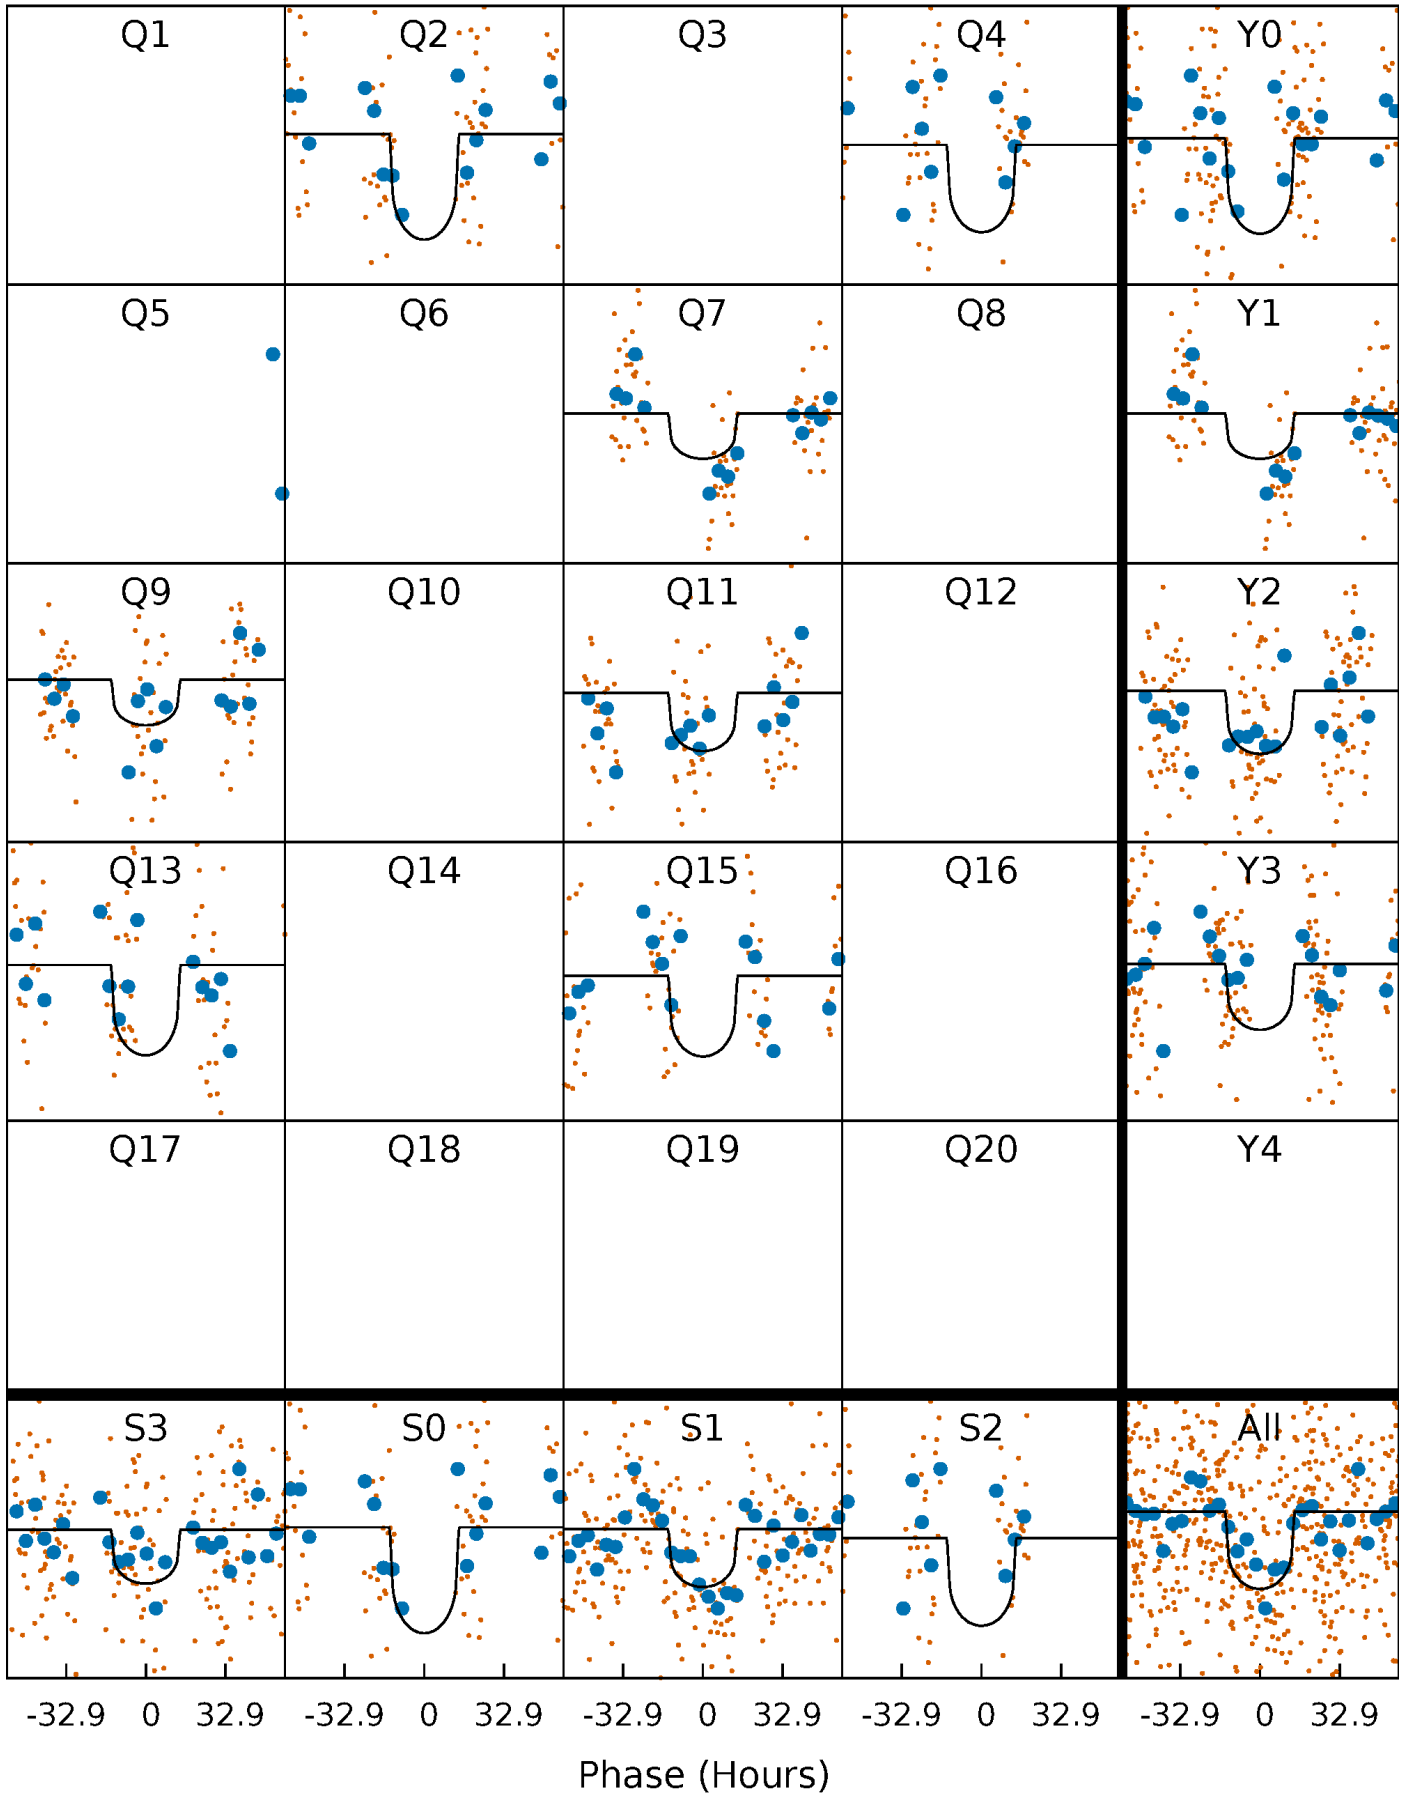 Q1 Q2 Q3 Q4 Y0
Q5 Q6 Q7 Q8 Y1
Q9 Q10 Q11 Q12 Y2
Q13 Q14 Q15 Q16 Y3
Q17 Q18 Q19 Q20 Y4
S3 S0 S1 S2 All
-32.9 0 32.9 -32.9 0 32.9 -32.9 0 32.9 -32.9 0 32.9 -32.9 0 32.9
Phase (Hours)